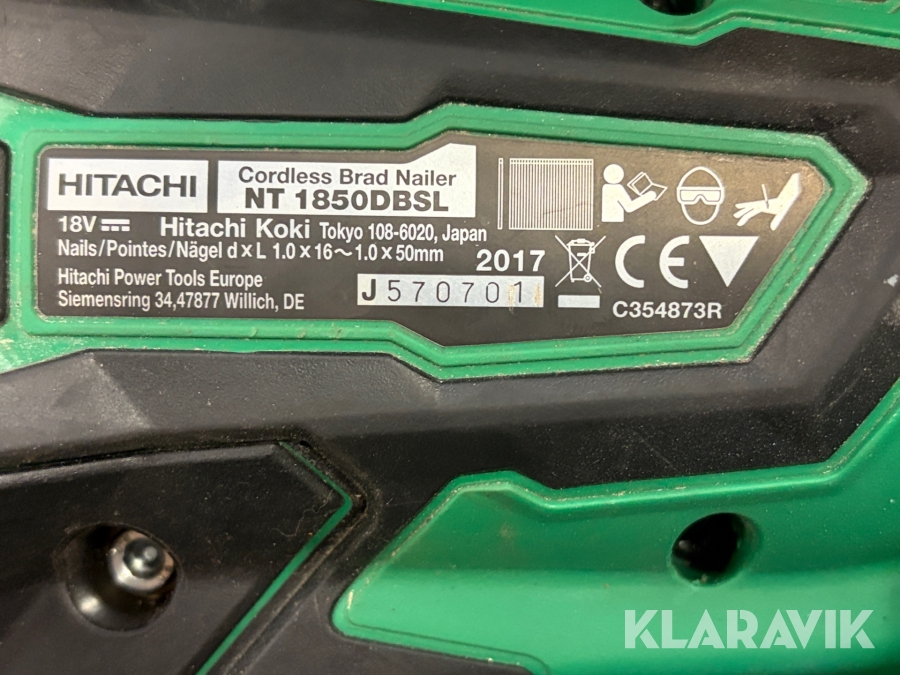 HITACHI
Cordless Brad Nailer
NT 1850DBSL
18V ⎓ Hitachi Koki Tokyo 108-6020, Japan
Nails/Pointes/Nägel d x L 1.0 x 16～1.0 x 50mm
2017
Hitachi Power Tools Europe
Siemensring 34,47877 Willich, DE
J570701
CE
C354873R
KLARAVIK